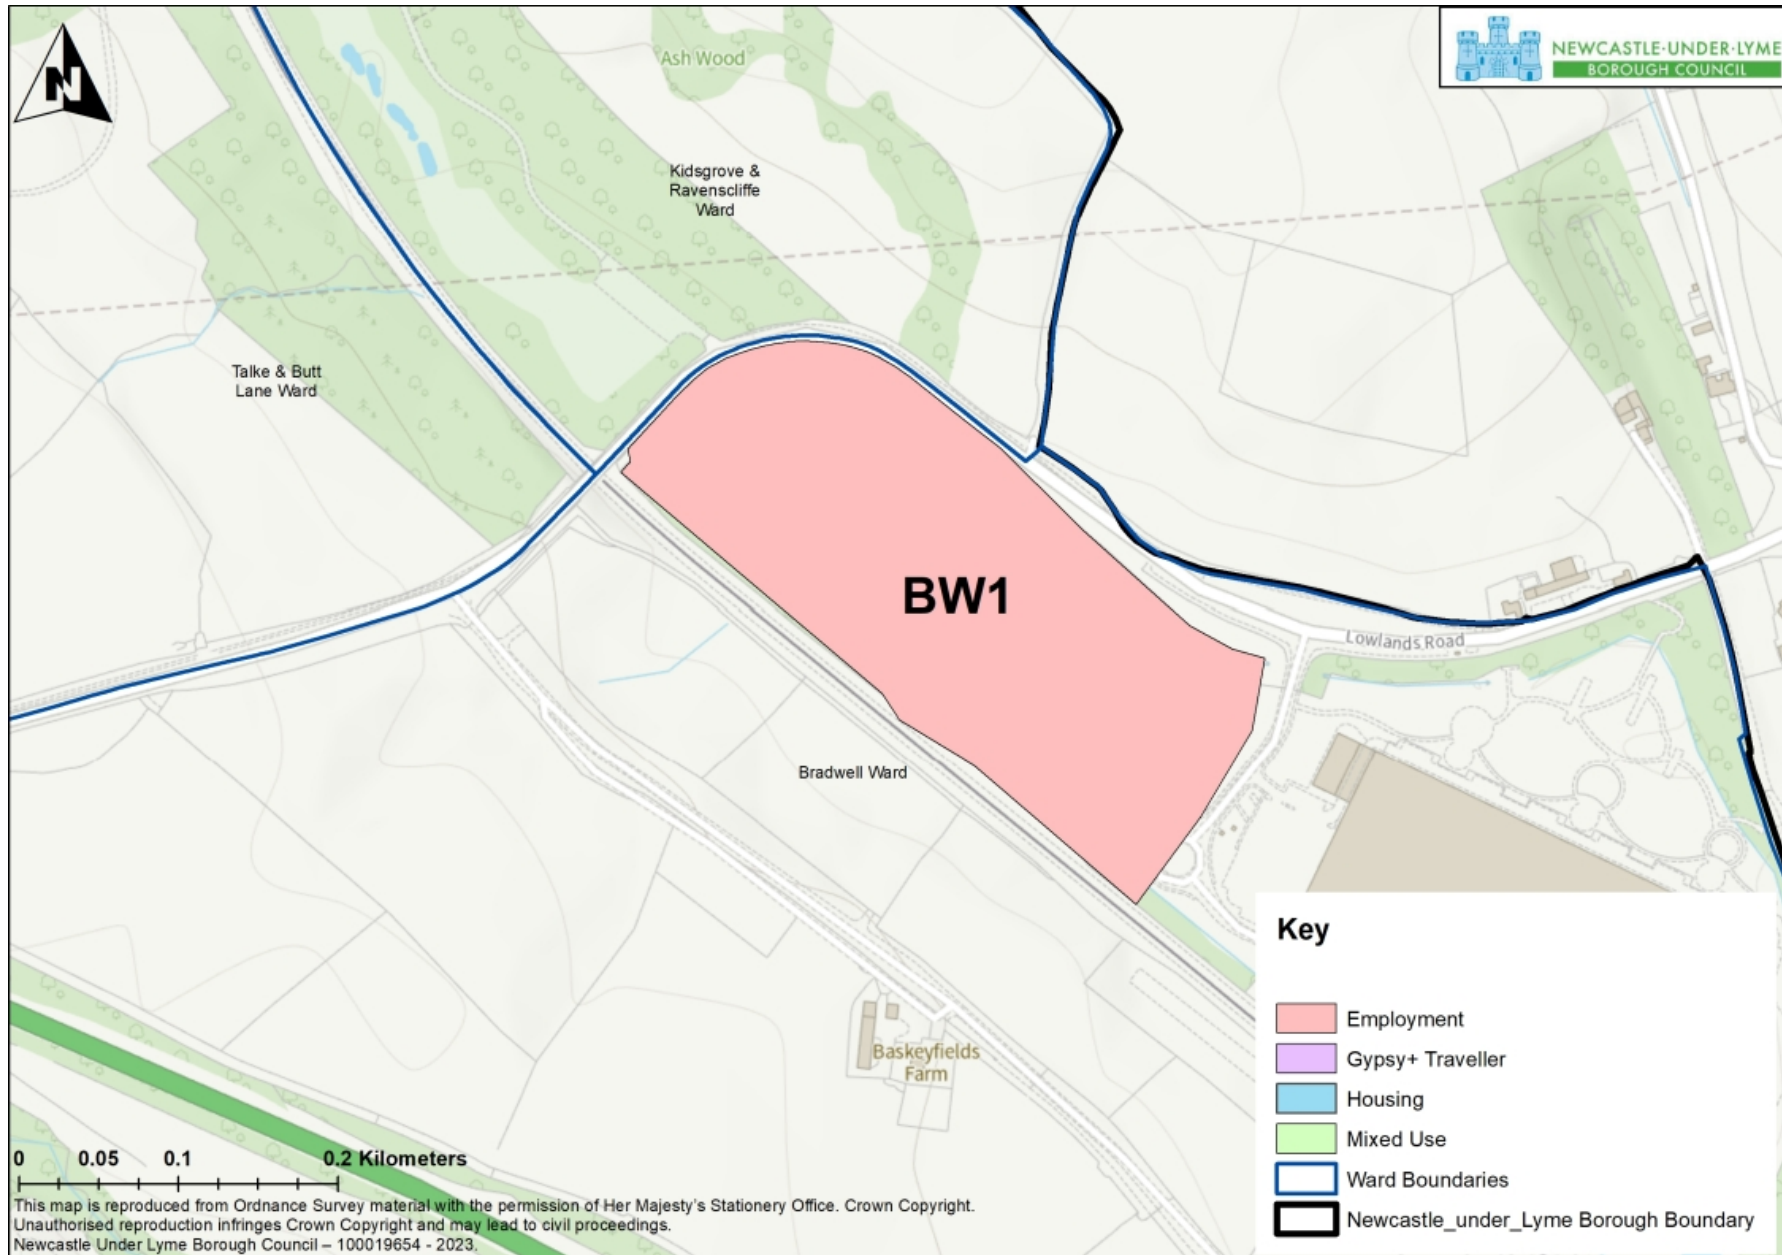 N
NEWCASTLE·UNDER·LYME
BOROUGH COUNCIL
Ash Wood
Kidsgrove &
Ravenscliffe
Ward
Talke & Butt
Lane Ward
BW1
Lowlands Road
Bradwell Ward
Baskeyfields
Farm
Key
Employment
Gypsy+ Traveller
Housing
Mixed Use
Ward Boundaries
Newcastle_under_Lyme Borough Boundary
0 0.05 0.1 0.2 Kilometers
This map is reproduced from Ordnance Survey material with the permission of Her Majesty's Stationery Office. Crown Copyright.
Unauthorised reproduction infringes Crown Copyright and may lead to civil proceedings.
Newcastle Under Lyme Borough Council – 100019654 - 2023.